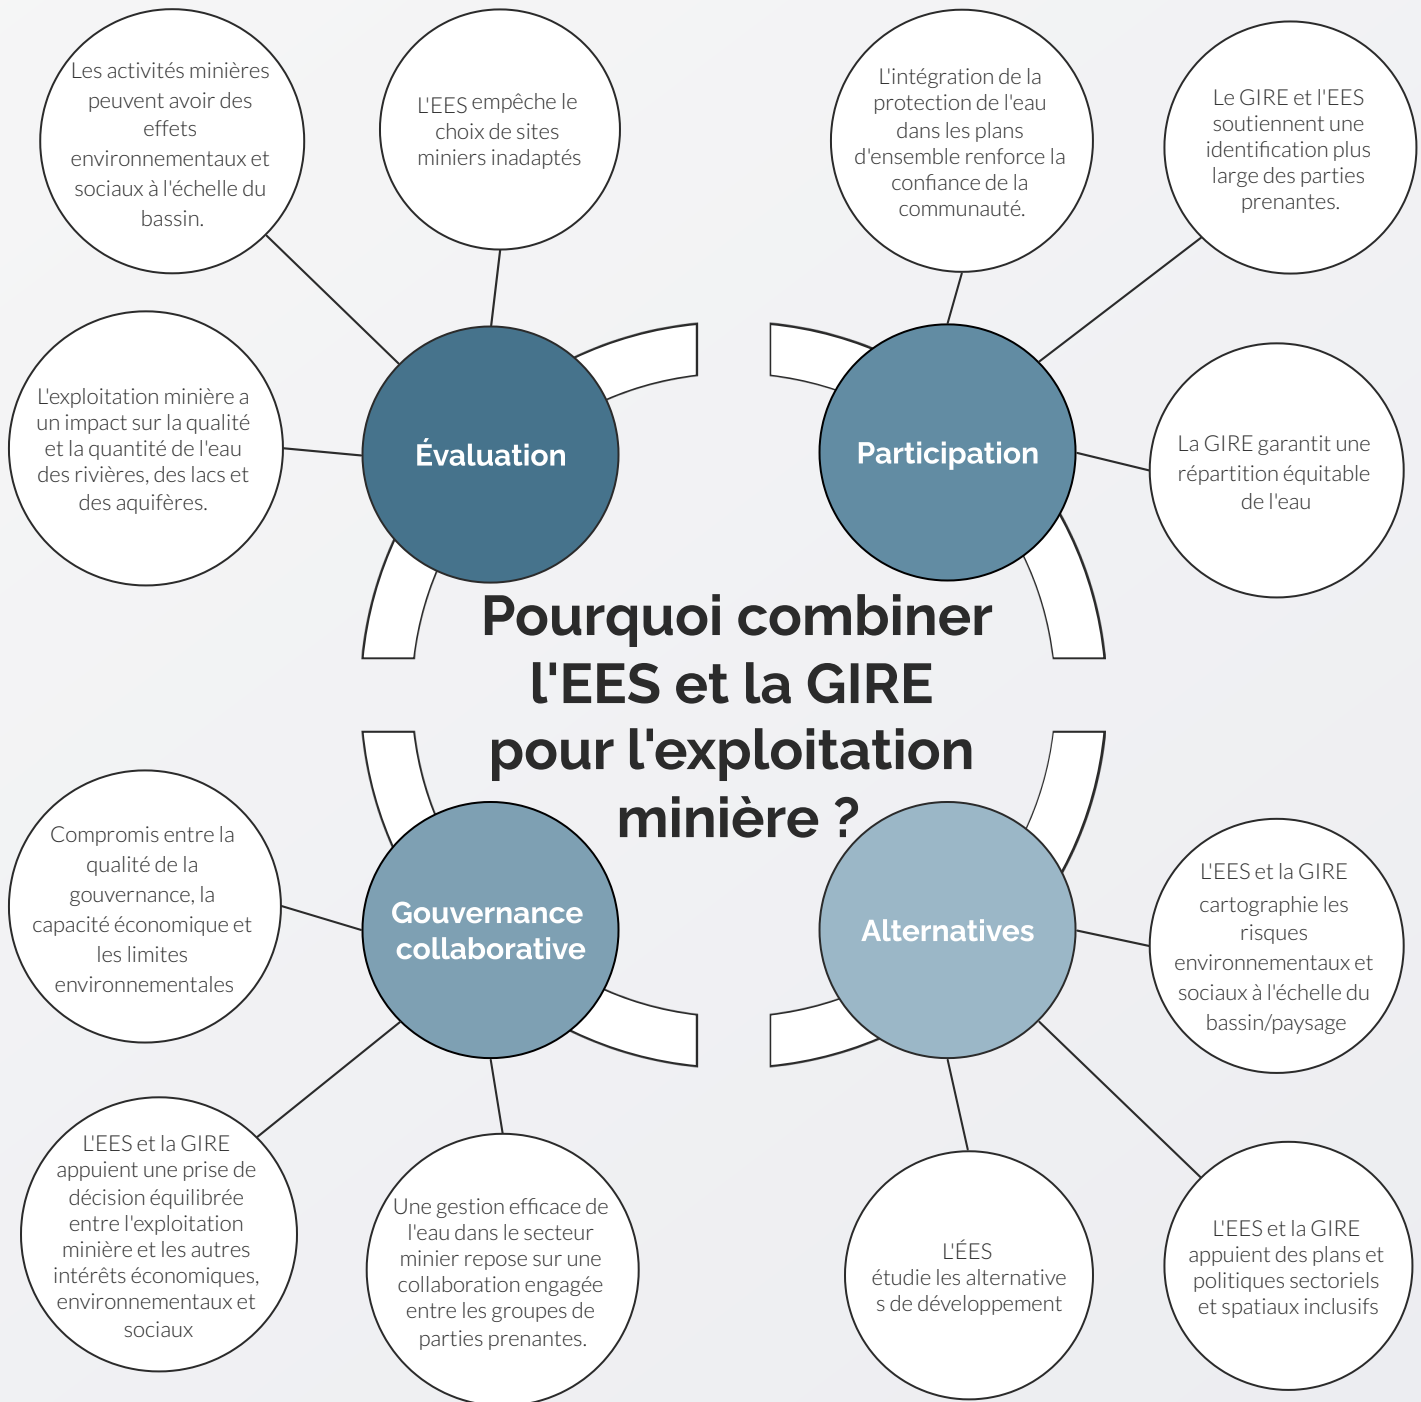 Les activités minières
peuvent avoir des
effets
environnementaux et
sociaux à l'échelle du
bassin.
L'EES empêche le
choix de sites
miniers inadaptés
L'intégration de la
protection de l'eau
dans les plans
d'ensemble renforce la
confiance de la
communauté.
Le GIRE et l'EES
soutiennent une
identification plus
large des parties
prenantes.
L'exploitation minière a
un impact sur la qualité
et la quantité de l'eau
des rivières, des lacs et
des aquifères.
Évaluation
Participation
La GIRE garantit une
répartition équitable
de l'eau
Pourquoi combiner
l'EES et la GIRE
pour l'exploitation
minière ?
Compromis entre la
qualité de la
gouvernance, la
capacité économique et
les limites
environnementales
Gouvernance
collaborative
Alternatives
L'EES et la GIRE
cartographie les
risques
environnementaux et
sociaux à l'échelle du
bassin/paysage
L'EES et la GIRE
appuient une prise de
décision équilibrée
entre l'exploitation
minière et les autres
intérêts économiques,
environnementaux et
sociaux
Une gestion efficace de
l'eau dans le secteur
minier repose sur une
collaboration engagée
entre les groupes de
parties prenantes.
L'ÉES
étudie les alternative
s de développement
L'EES et la GIRE
appuient des plans et
politiques sectoriels
et spatiaux inclusifs